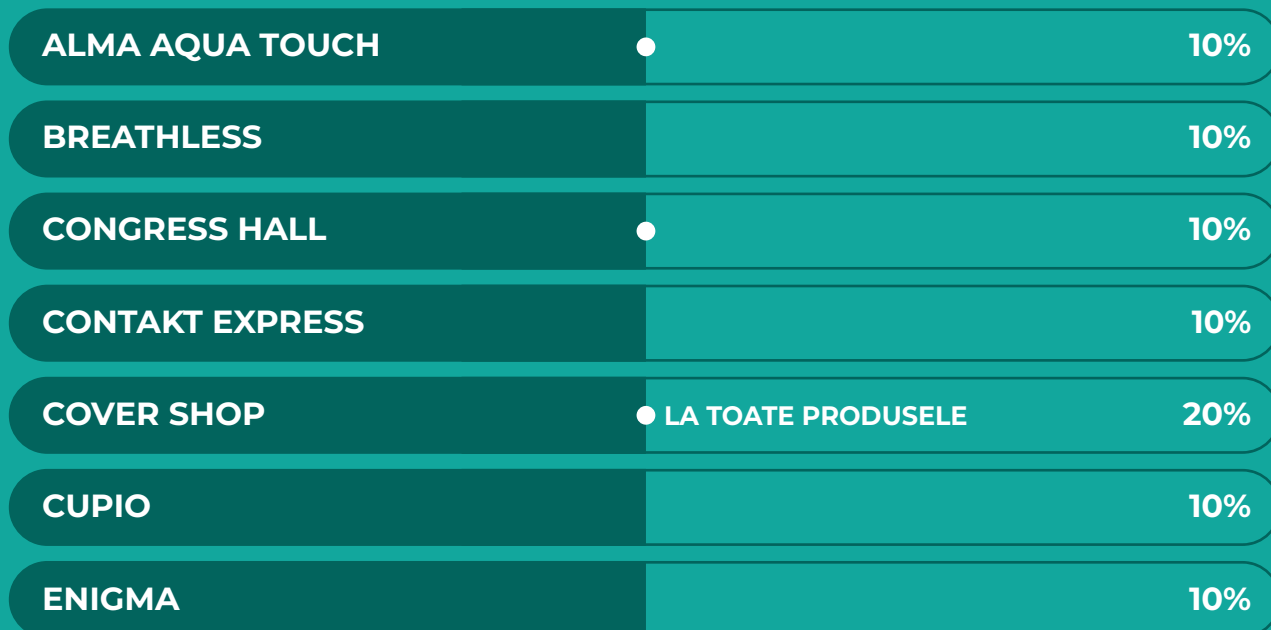 ALMA AQUA TOUCH 10%
BREATHLESS 10%
CONGRESS HALL 10%
CONTAKT EXPRESS 10%
COVER SHOP LA TOATE PRODUSELE 20%
CUPIO 10%
ENIGMA 10%